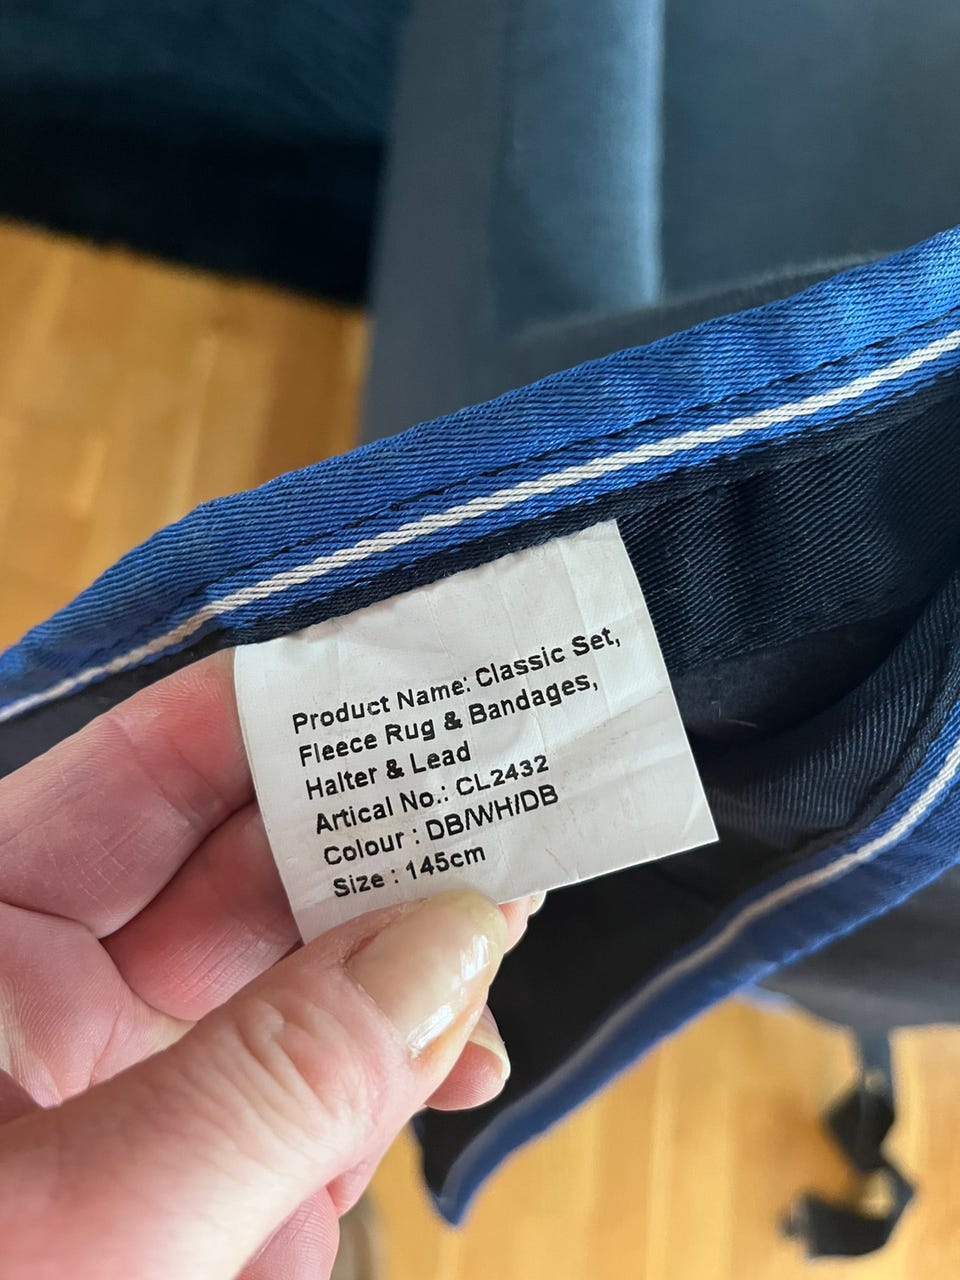 Product Name: Classic Set,
Fleece Rug & Bandages,
Halter & Lead
Artical No.: CL2432
Colour : DB/WH/DB
Size : 145cm